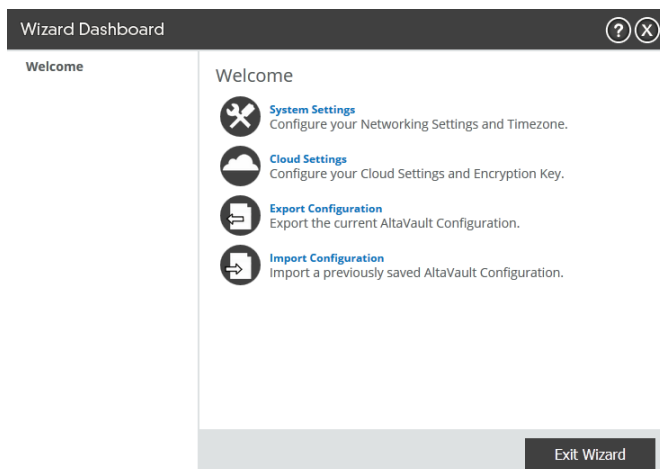 Wizard Dashboard
? X
Welcome
Welcome
System Settings
Configure your Networking Settings and Timezone.
Cloud Settings
Configure your Cloud Settings and Encryption Key.
Export Configuration
Export the current AltaVault Configuration.
Import Configuration
Import a previously saved AltaVault Configuration.
Exit Wizard